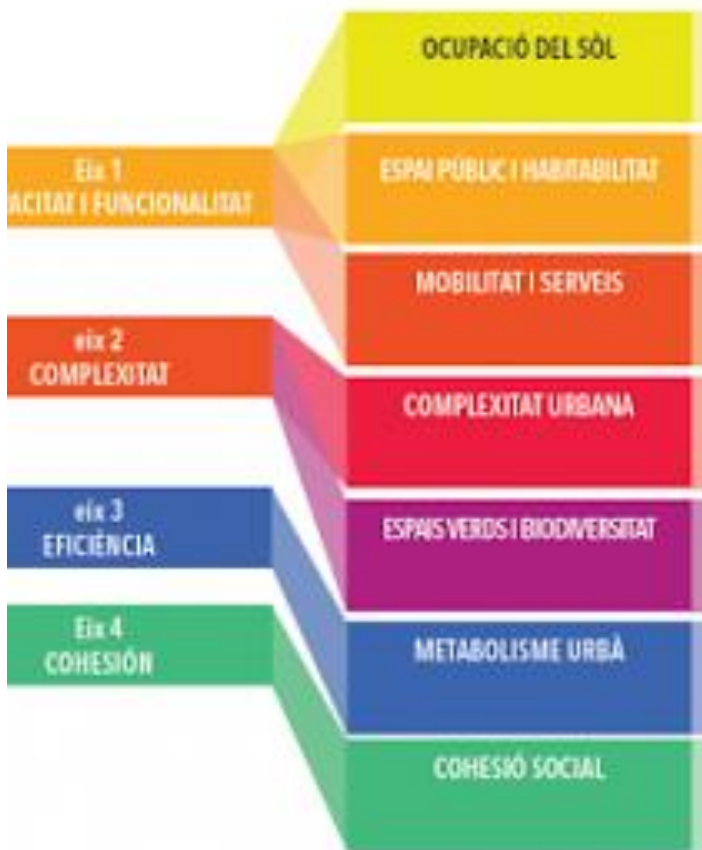 Eix 1
ACITAT I FUNCIONALITAT
eix 2
COMPLEXITAT
eix 3
EFICIÈNCIA
Eix 4
COHESIÓN
OCUPACIÓ DEL SÒL
ESPAI PÚBLIC I HABITABILITAT
MOBILITAT I SERVEIS
COMPLEXITAT URBANA
ESPAIS VERDS I BIODIVERSITAT
METABOLISME URBÀ
COHESIÓ SOCIAL